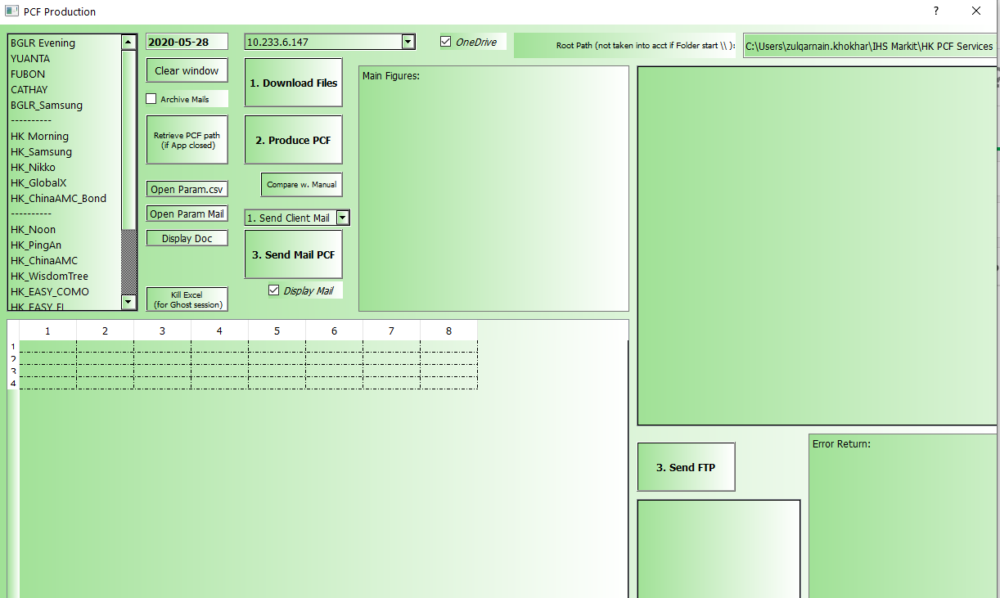 PCF Production
?
BGLR Evening
YUANTA
FUBON
CATHAY
BGLR_Samsung
----------
HK Morning
HK_Samsung
HK_Nikko
HK_GlobalX
HK_ChinaAMC_Bond
----------
HK_Noon
HK_PingAn
HK_ChinaAMC
HK_WisdomTree
HK_EASY_COMO
2020-05-28
Clear window
Archive Mails
Retrieve PCF path
(if App closed)
Open Param.csv
Open Param Mail
Display Doc
Kill Excel
(for Ghost session)
10.233.6.147
1. Download Files
2. Produce PCF
Compare w. Manual
1. Send Client Mail
3. Send Mail PCF
Display Mail
OneDrive
Root Path (not taken into acct if Folder start \\ ):
C:\Users\zulqarnain.khokhar\IHS Markit\HK PCF Services
Main Figures:
1 2 3 4 5 6 7 8
1
2
3
4
3. Send FTP
Error Return: